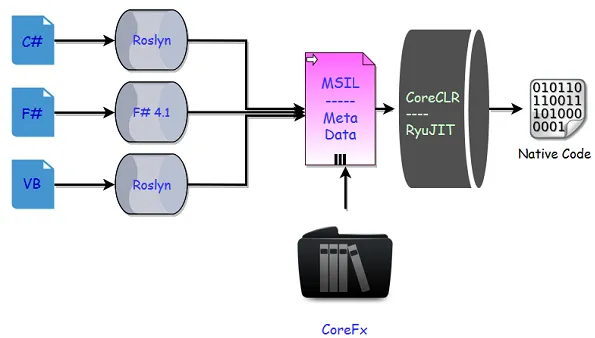 C#
Roslyn
F#
F# 4.1
VB
Roslyn
MSIL
-----
Meta
Data
CoreCLR
----
RyuJIT
010110
110011
101000
0001
Native Code
CoreFx